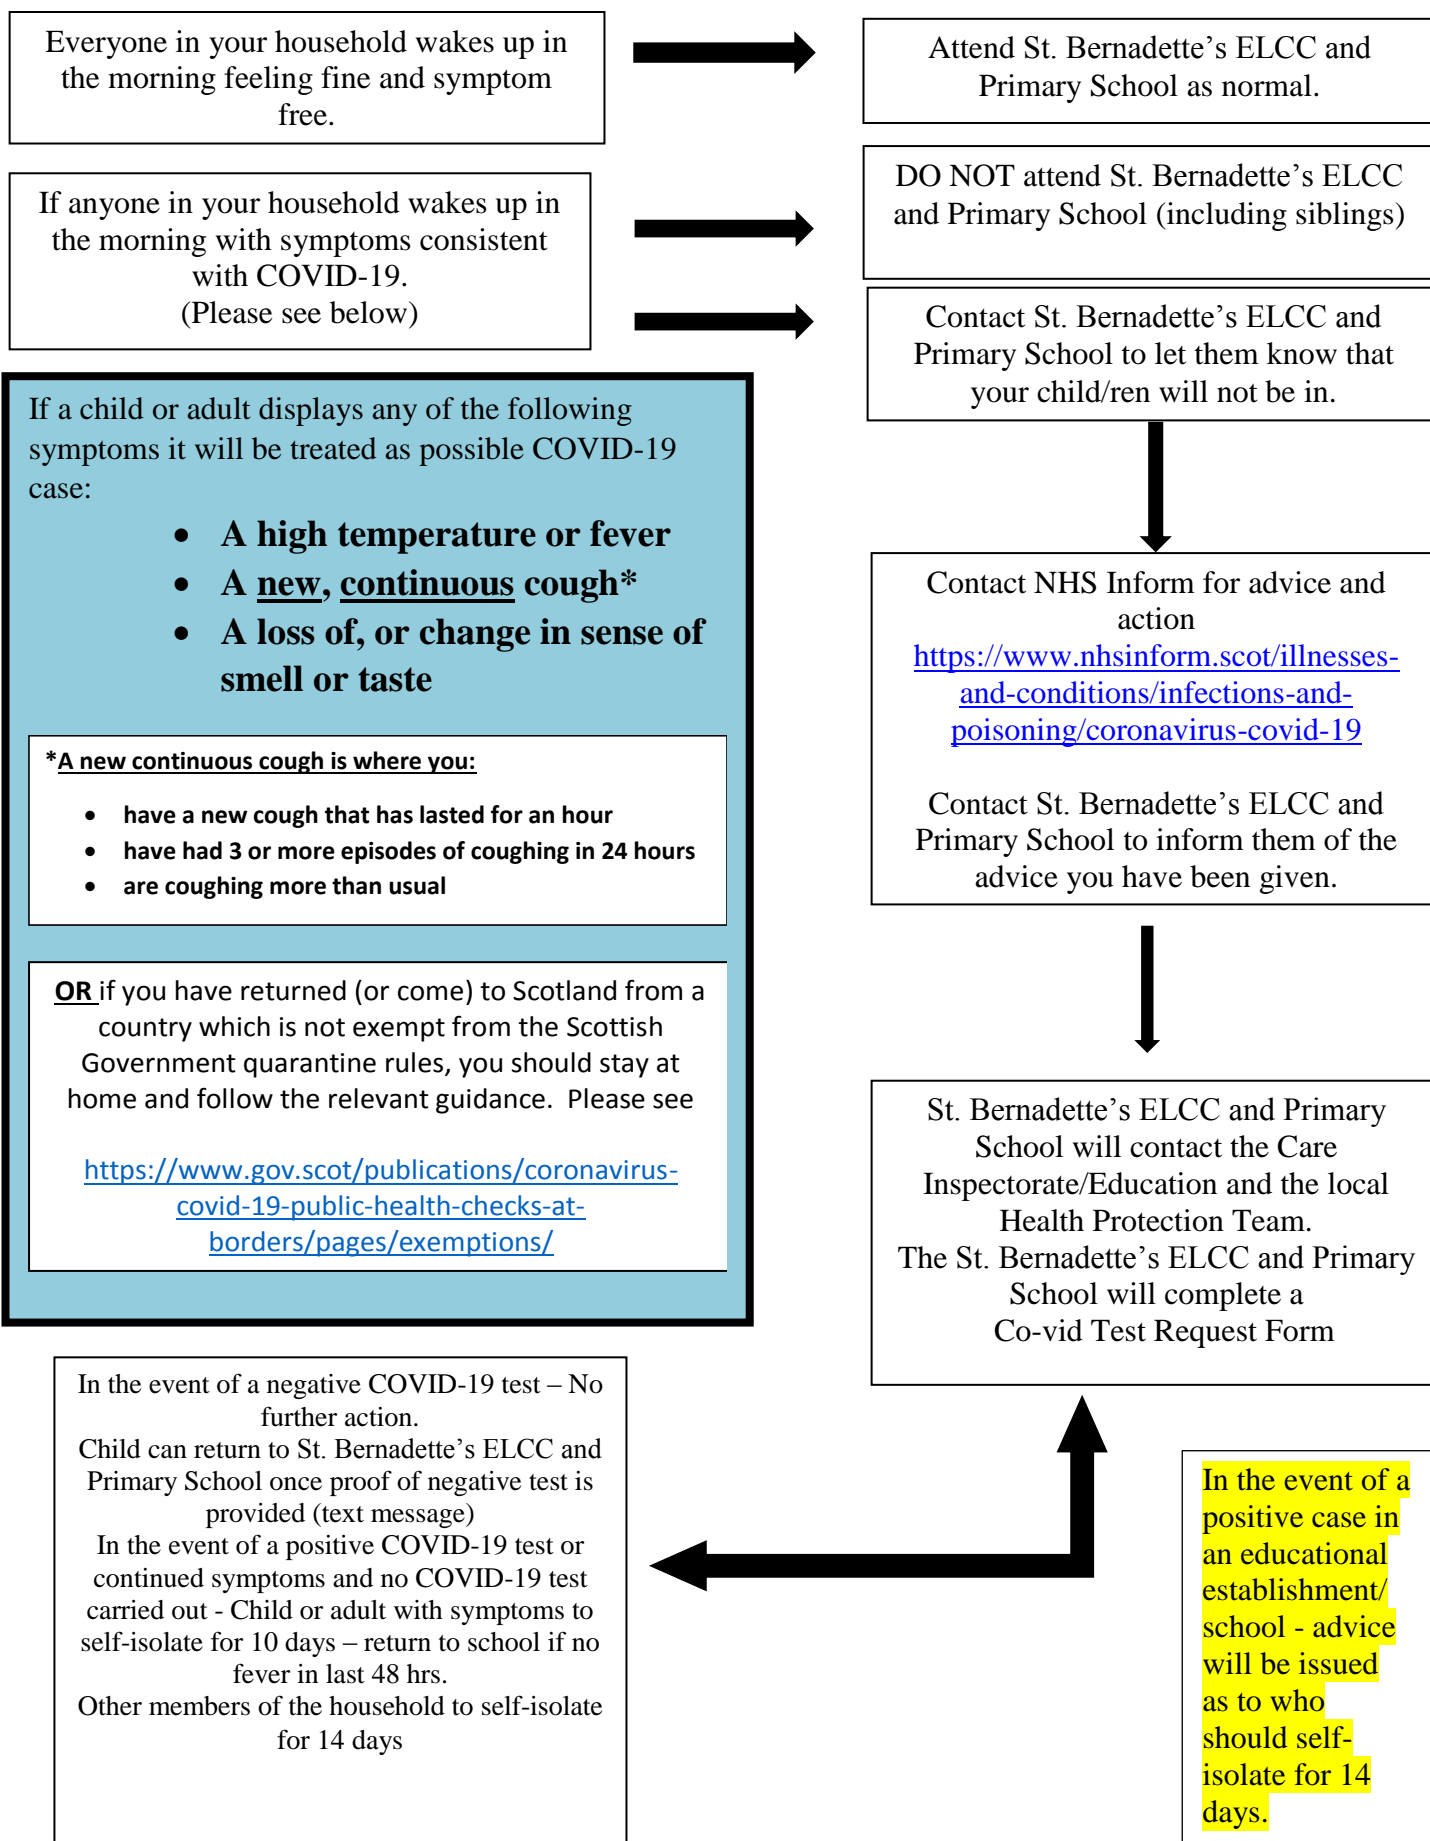 Everyone in your household wakes up in
the morning feeling fine and symptom
free.
Attend St. Bernadette’s ELCC and
Primary School as normal.
If anyone in your household wakes up in
the morning with symptoms consistent
with COVID-19.
(Please see below)
DO NOT attend St. Bernadette’s ELCC
and Primary School (including siblings)
Contact St. Bernadette’s ELCC and
Primary School to let them know that
your child/ren will not be in.
If a child or adult displays any of the following
symptoms it will be treated as possible COVID-19
case:
• A high temperature or fever
• A new, continuous cough*
• A loss of, or change in sense of
smell or taste
*A new continuous cough is where you:
• have a new cough that has lasted for an hour
• have had 3 or more episodes of coughing in 24 hours
• are coughing more than usual
OR if you have returned (or come) to Scotland from a
country which is not exempt from the Scottish
Government quarantine rules, you should stay at
home and follow the relevant guidance.  Please see
https://www.gov.scot/publications/coronavirus-
covid-19-public-health-checks-at-
borders/pages/exemptions/
Contact NHS Inform for advice and
action
https://www.nhsinform.scot/illnesses-
and-conditions/infections-and-
poisoning/coronavirus-covid-19
Contact St. Bernadette’s ELCC and
Primary School to inform them of the
advice you have been given.
St. Bernadette’s ELCC and Primary
School will contact the Care
Inspectorate/Education and the local
Health Protection Team.
The St. Bernadette’s ELCC and Primary
School will complete a
Co-vid Test Request Form
In the event of a negative COVID-19 test – No
further action.
Child can return to St. Bernadette’s ELCC and
Primary School once proof of negative test is
provided (text message)
In the event of a positive COVID-19 test or
continued symptoms and no COVID-19 test
carried out - Child or adult with symptoms to
self-isolate for 10 days – return to school if no
fever in last 48 hrs.
Other members of the household to self-isolate
for 14 days
In the event of a
positive case in
an educational
establishment/
school - advice
will be issued
as to who
should self-
isolate for 14
days.